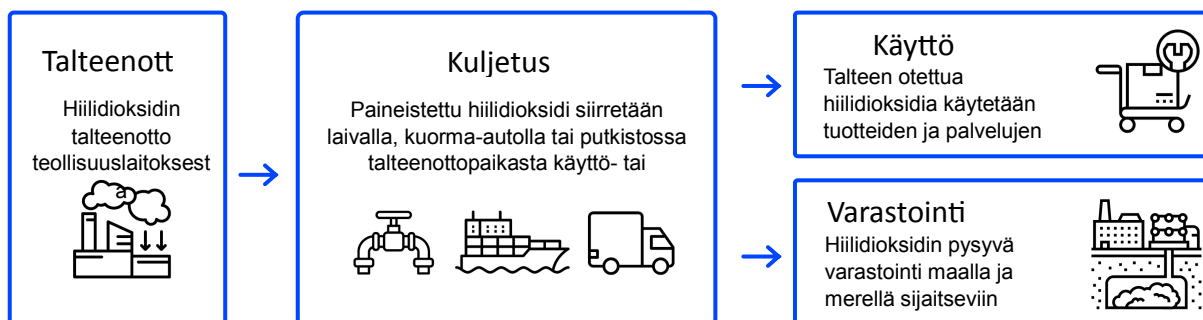 Talteenott
Hiilidioksidin
talteenotto
teollisuuslaitoksest
a
Kuljetus
Paineistettu hiilidioksidi siirretään
laivalla, kuorma-autolla tai putkistossa
talteenottopaikasta käyttö- tai
Käyttö
Talteen otettua
hiilidioksidia käytetään
tuotteiden ja palvelujen
Varastointi
Hiilidioksidin pysyvä
varastointi maalla ja
merellä sijaitseviin